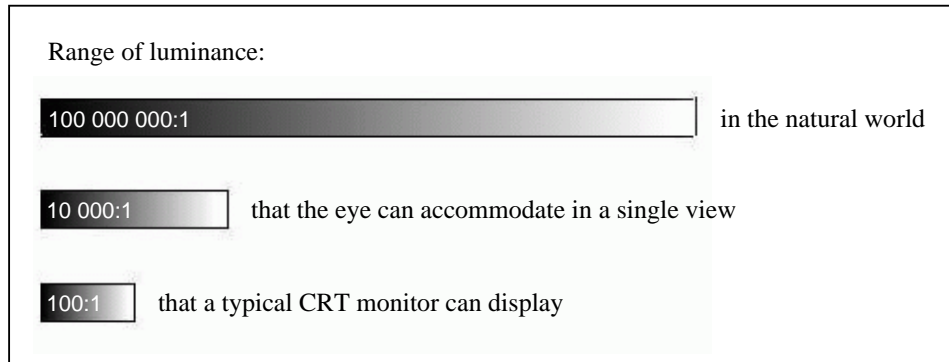 Range of luminance:
100 000 000:1 in the natural world
10 000:1 that the eye can accommodate in a single view
100:1 that a typical CRT monitor can display